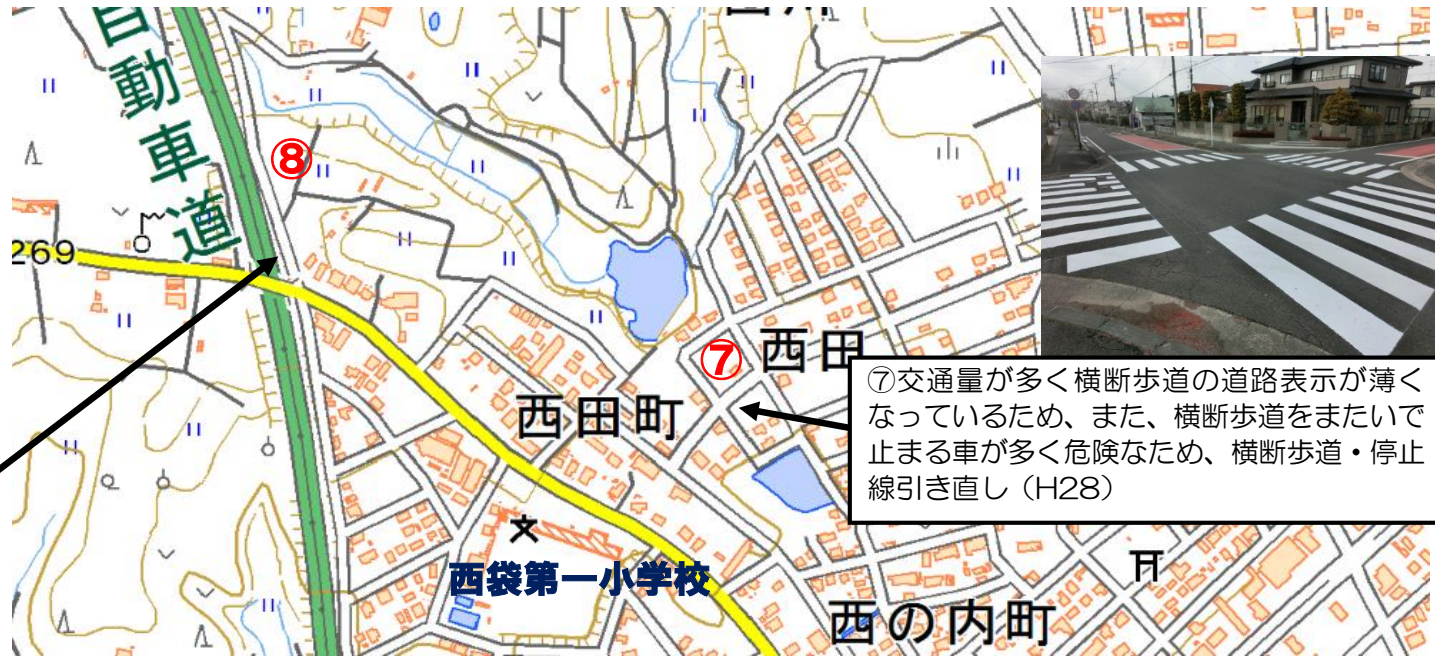 自動車道
⑧
269
⑦
西田
西田町
⑦交通量が多く横断歩道の道路表示が薄く
なっているため、また、横断歩道をまたいで
止まる車が多く危険なため、横断歩道・停止
線引き直し（H28）
西袋第一小学校
西の内町